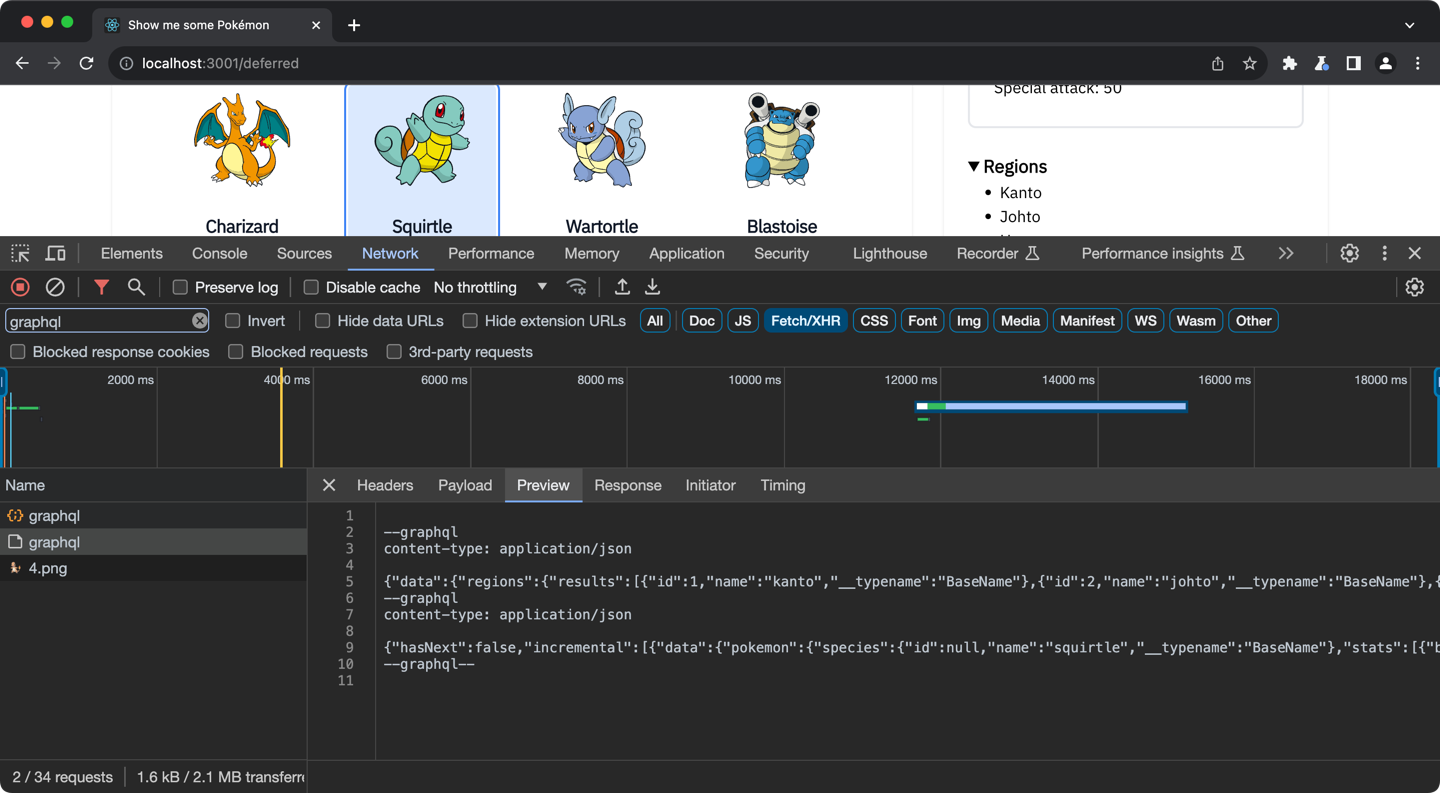 Show me some Pokémon
localhost:3001/deferred
Special attack: 50
Charizard
Squirtle
Wartortle
Blastoise
Regions
Kanto
Johto
Elements Console Sources Network Performance Memory Application Security Lighthouse Recorder Performance insights
Preserve log Disable cache No throttling
graphql Invert Hide data URLs Hide extension URLs All Doc JS Fetch/XHR CSS Font Img Media Manifest WS Wasm Other
Blocked response cookies Blocked requests 3rd-party requests
2000 ms 4000 ms 6000 ms 8000 ms 10000 ms 12000 ms 14000 ms 16000 ms 18000 ms
Name
graphql
graphql
4.png
Headers Payload Preview Response Initiator Timing
1
2 --graphql
3 content-type: application/json
4
5 {"data":{"regions":{"results":[{"id":1,"name":"kanto","__typename":"BaseName"},{"id":2,"name":"johto","__typename":"BaseName"},{
6 --graphql
7 content-type: application/json
8
9 {"hasNext":false,"incremental":[{"data":{"pokemon":{"species":{"id":null,"name":"squirtle","__typename":"BaseName"},"stats":[{"b
10 --graphql--
11
2 / 34 requests 1.6 kB / 2.1 MB transferr